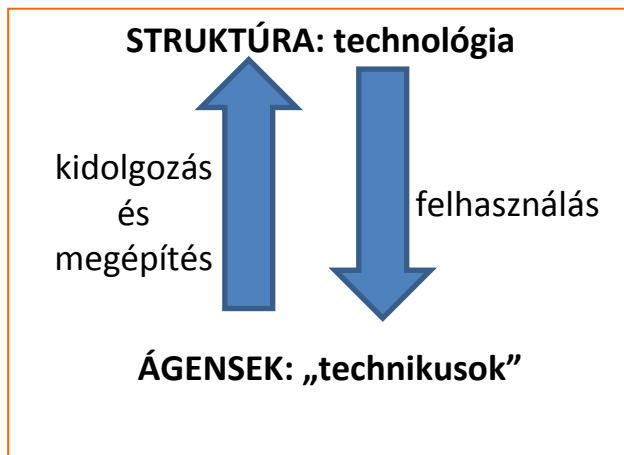 STRUKTÚRA: technológia
kidolgozás
és
megépítés
felhasználás
ÁGENSEK: „technikusok”